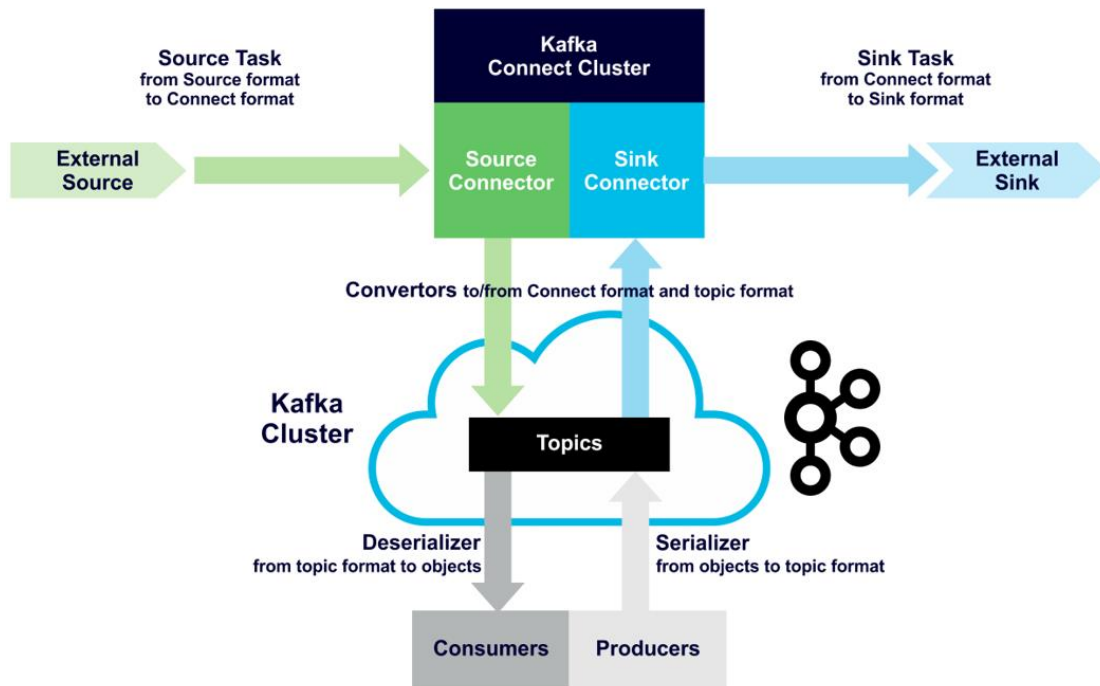 Source Task
from Source format
to Connect format
Kafka
Connect Cluster
Sink Task
from Connect format
to Sink format
External
Source
Source
Connector
Sink
Connector
External
Sink
Convertors to/from Connect format and topic format
Kafka
Cluster
Topics
Deserializer
from topic format to objects
Serializer
from objects to topic format
Consumers
Producers